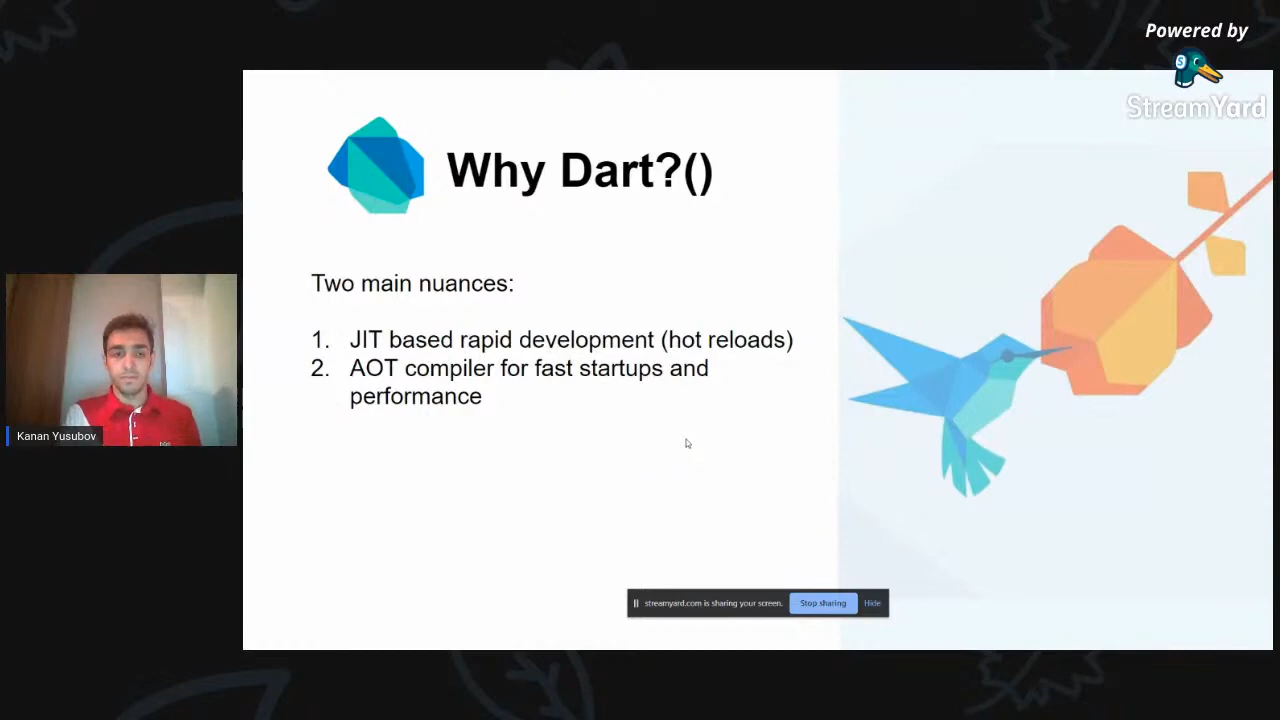 Powered by
StreamYard
Why Dart?()
Two main nuances:
1. JIT based rapid development (hot reloads)
2. AOT compiler for fast startups and
performance
Kanan Yusubov
streamyard.com is sharing your screen. Stop sharing Hide